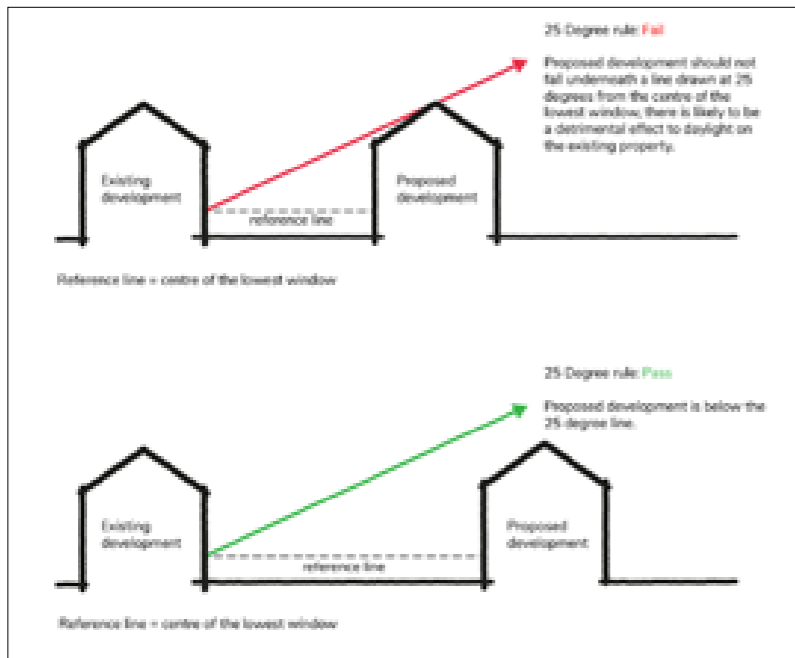 25 Degree rule: Fail
Proposed development should not
fall underneath a line drawn at 25
degrees from the centre of the
lowest window, there is likely to be
a detrimental effect to daylight on
the existing property.
Existing
development
Proposed
development
reference line
Reference line = centre of the lowest window
25 Degree rule: Pass
Proposed development is below the
25 degree line.
Existing
development
Proposed
development
reference line
Reference line = centre of the lowest window